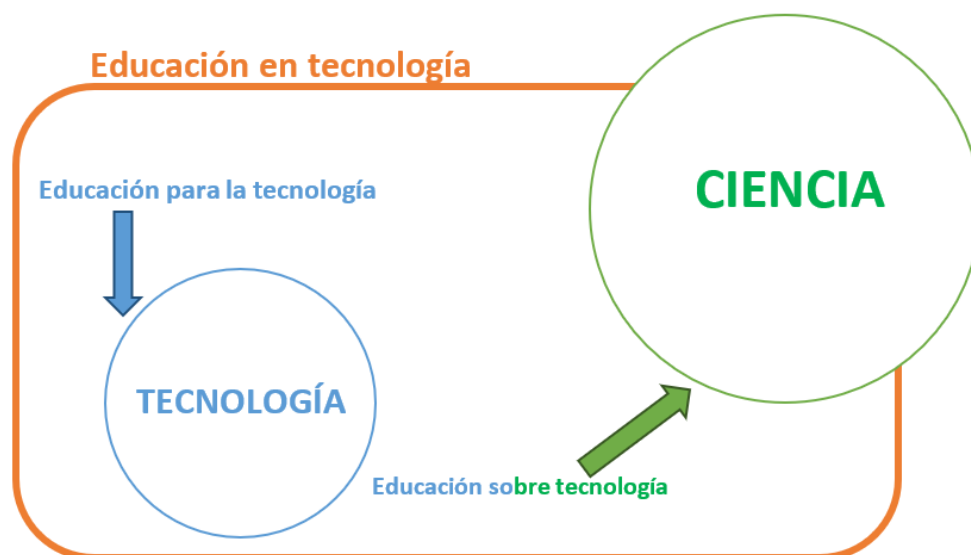 Educación en tecnología
CIENCIA
Educación para la tecnología
TECNOLOGÍA
Educación sobre tecnología